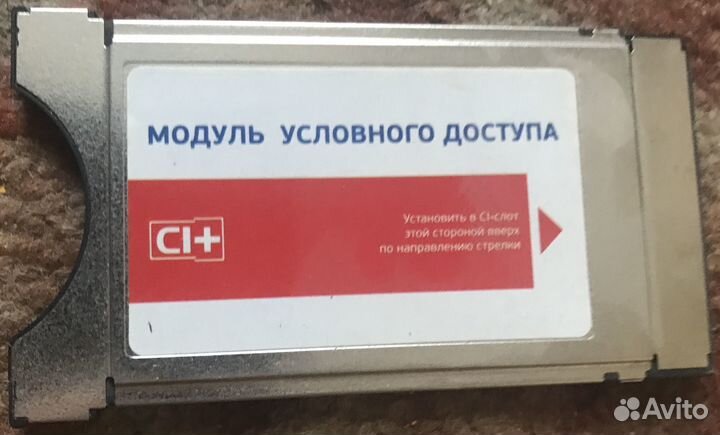 МОДУЛЬ УСЛОВНОГО ДОСТУПА
CI+
Установить в CI-слот
этой стороной вверх
по направлению стрелки
Avito